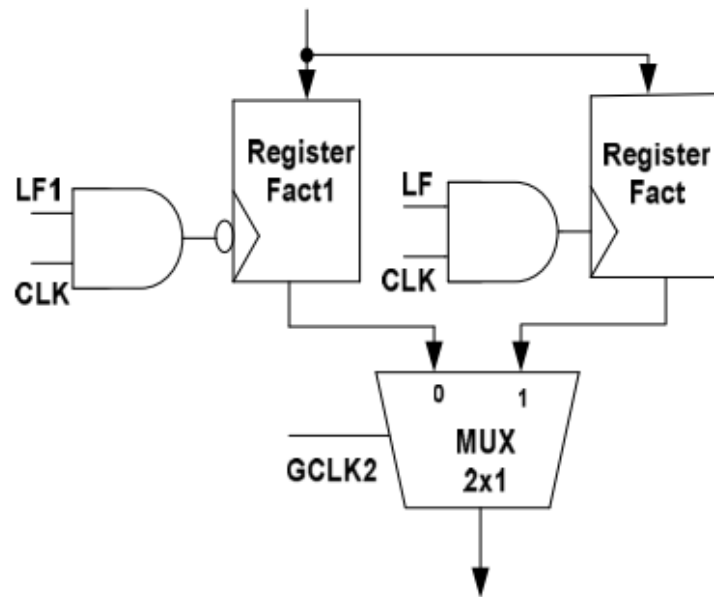 Register
Fact1
LF1
CLK
Register
Fact
LF
CLK
0
1
MUX
2x1
GCLK2